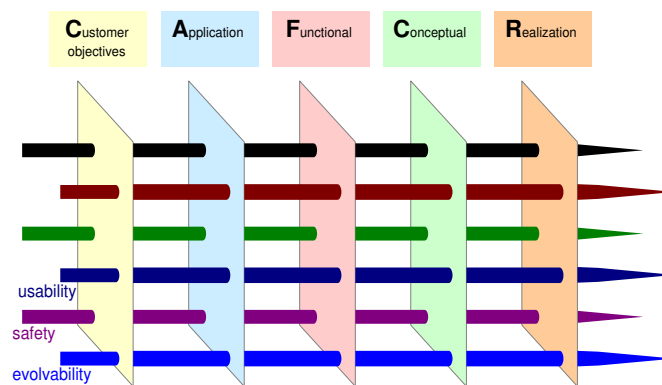 Customer
objectives
Application
Functional
Conceptual
Realization
usability
safety
evolvability